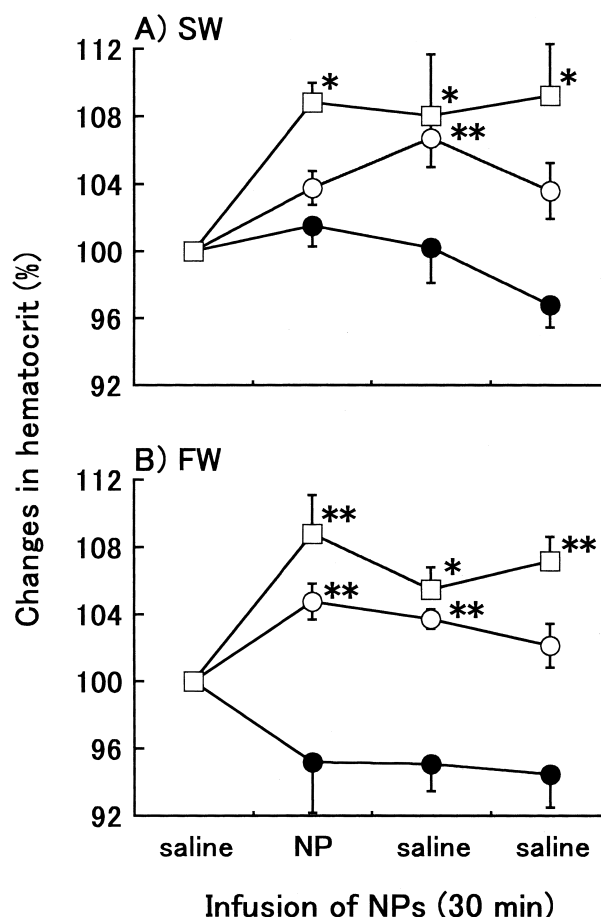 A) SW
112
108
104
100
96
92
* * *
**
B) FW
112
108
104
100
96
92
** * **
** **
saline NP saline saline
Infusion of NPs (30 min)
Changes in hematocrit (%)